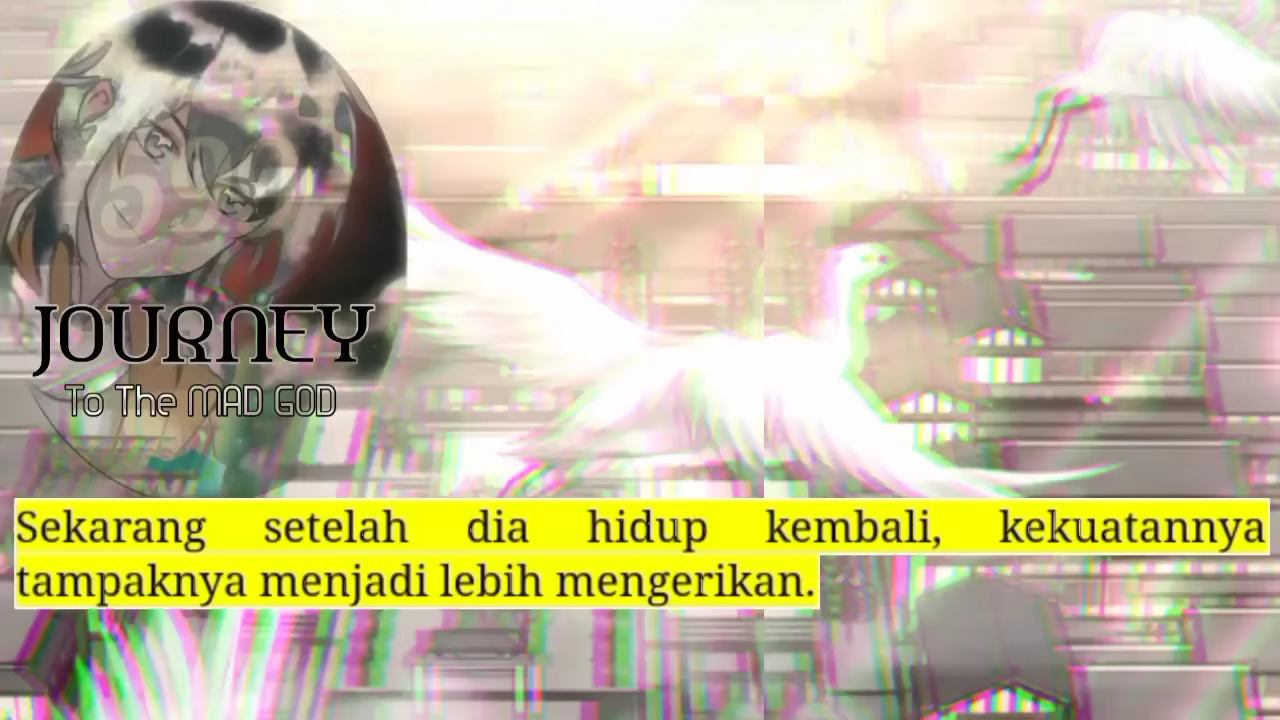 JOURNEY
To The MAD GOD
Sekarang setelah dia hidup kembali, kekuatannya
tampaknya menjadi lebih mengerikan.